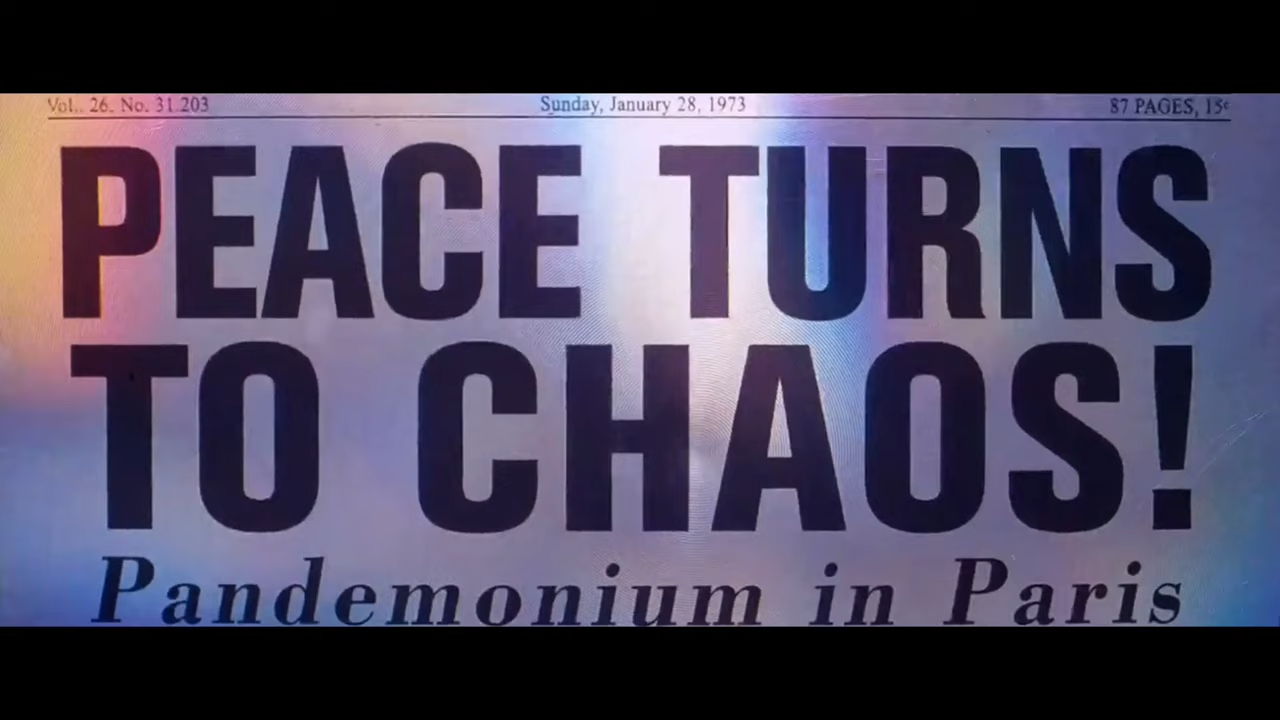 Vol.. 26. No. 31.203
Sunday, January 28, 1973
87 PAGES, 15¢
PEACE TURNS
TO CHAOS!
Pandemonium in Paris